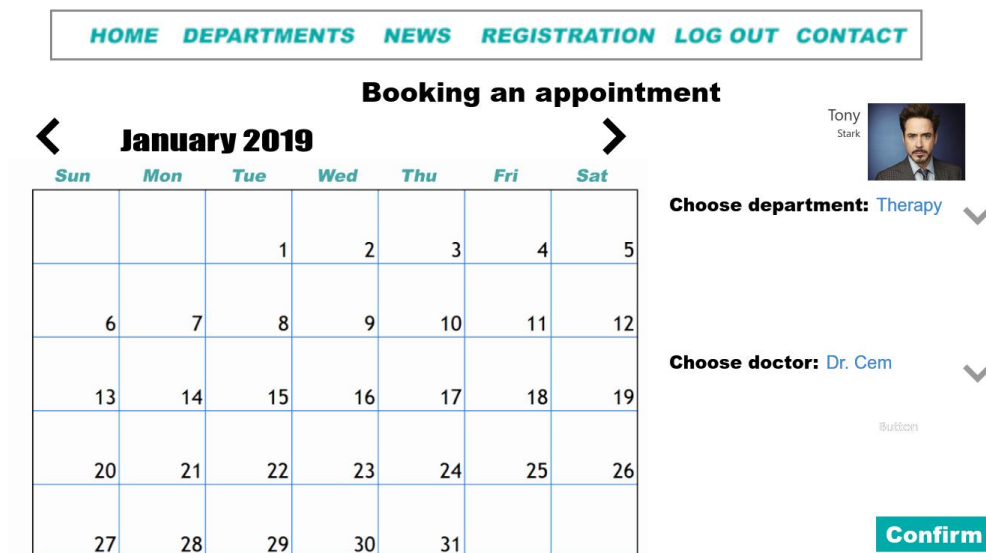 HOME DEPARTMENTS NEWS REGISTRATION LOG OUT CONTACT
Booking an appointment
Tony
Stark
January 2019
Sun Mon Tue Wed Thu Fri Sat
1 2 3 4 5
6 7 8 9 10 11 12
13 14 15 16 17 18 19
20 21 22 23 24 25 26
27 28 29 30 31
Choose department: Therapy
Choose doctor: Dr. Cem
Button
Confirm